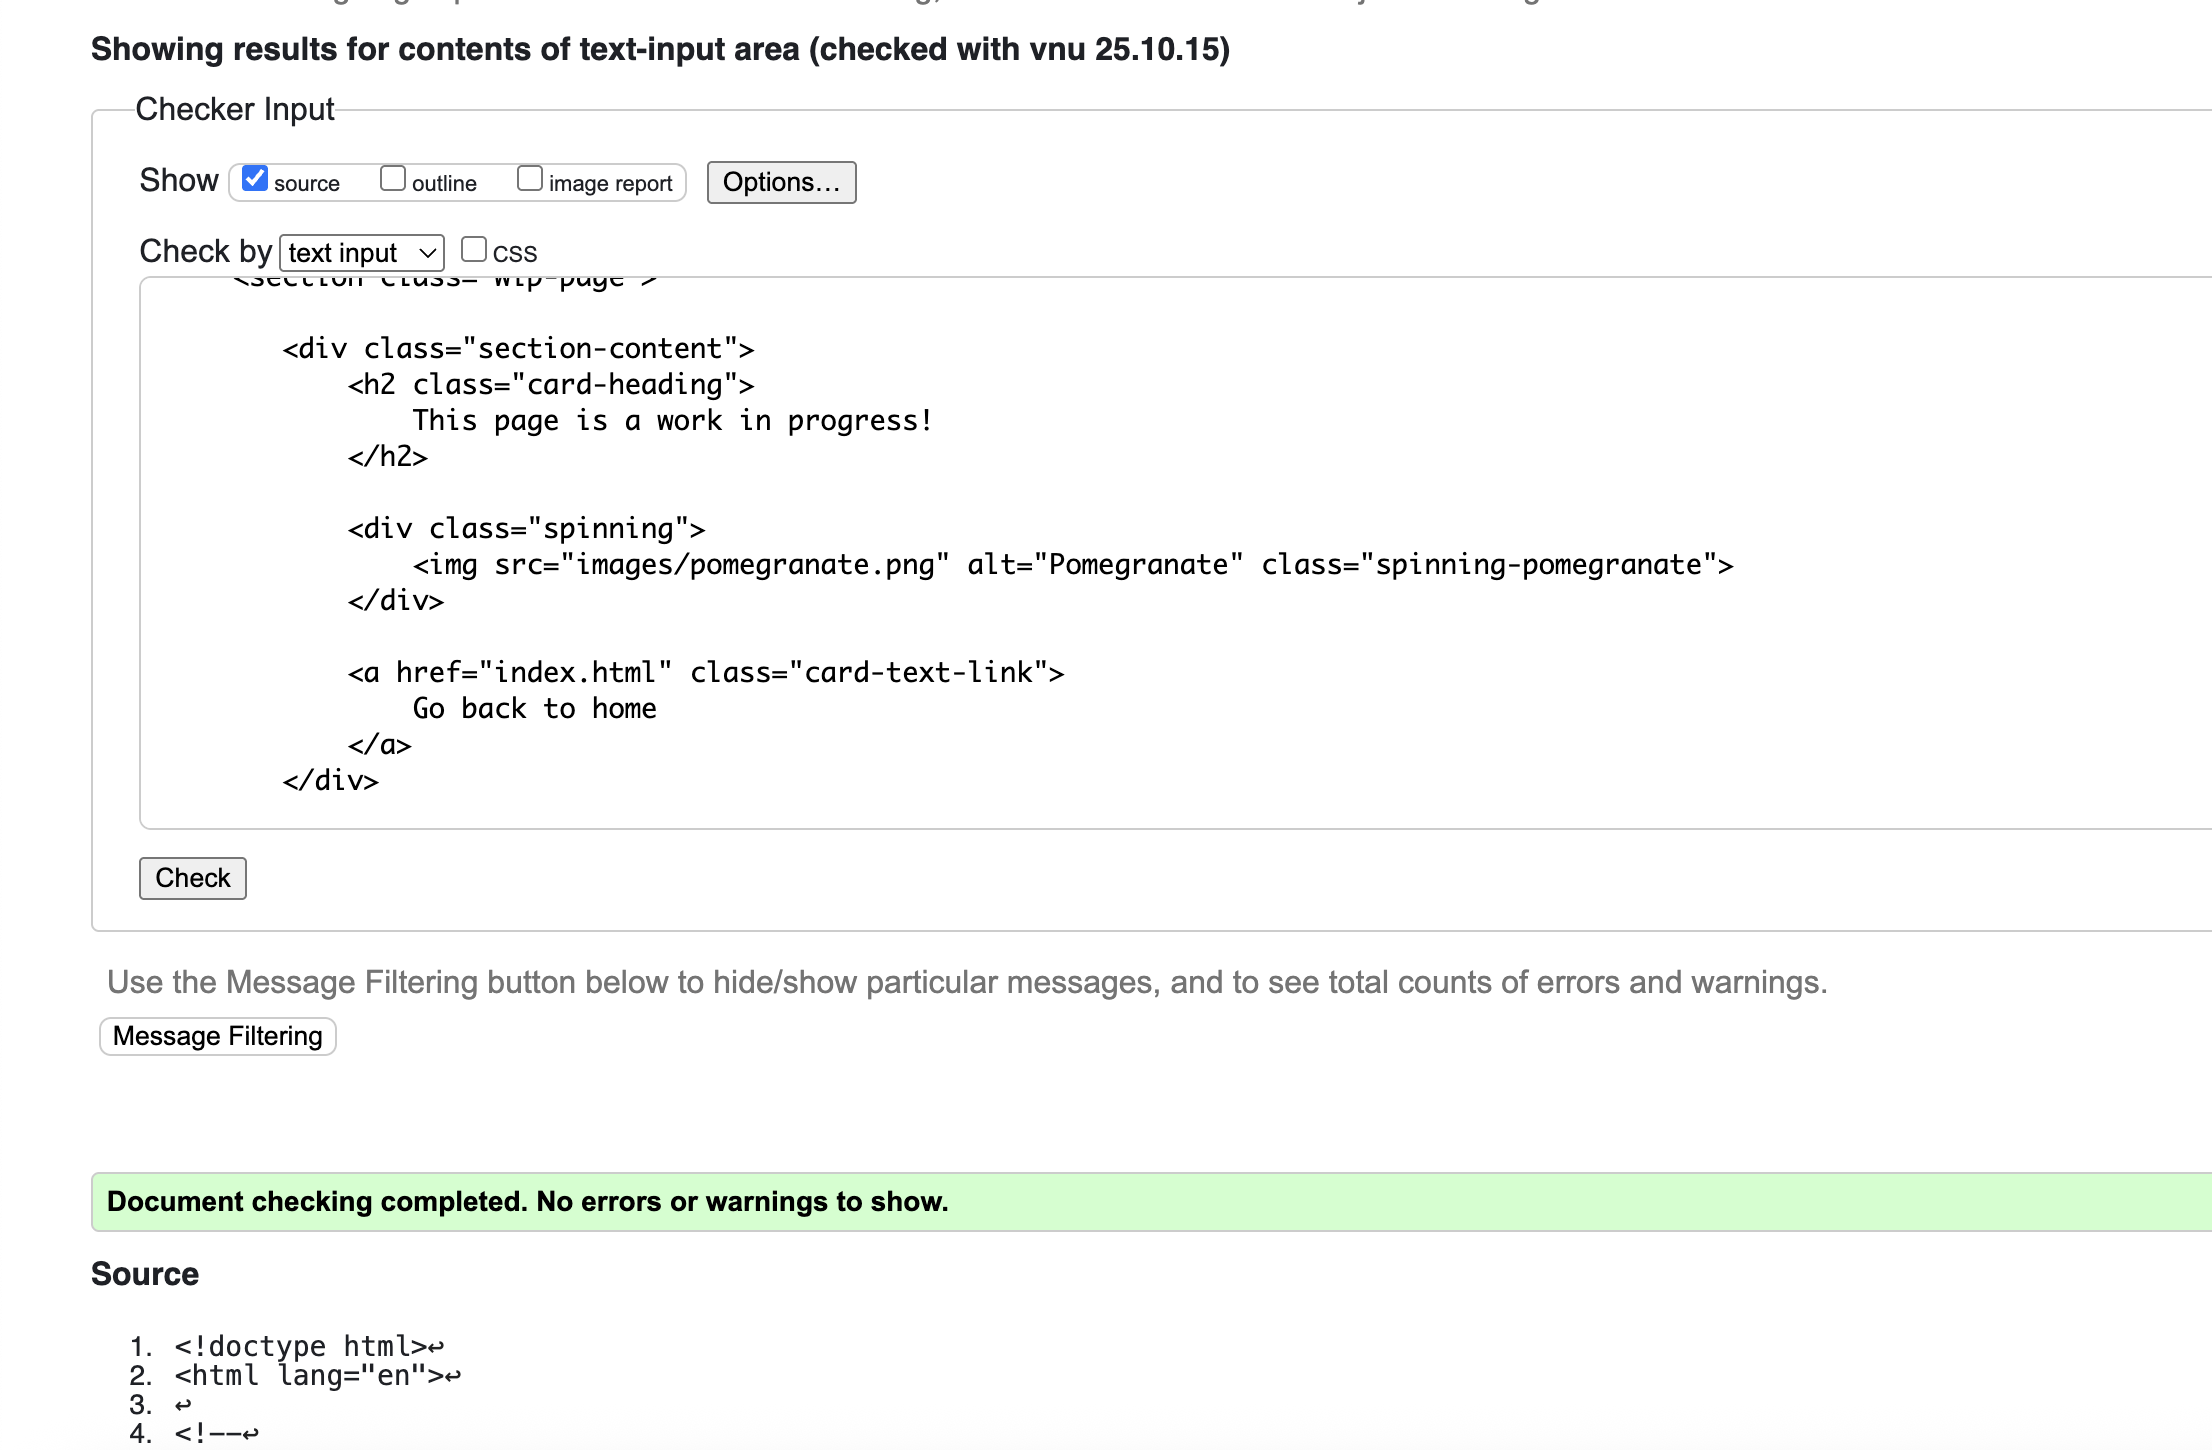 Showing results for contents of text-input area (checked with vnu 25.10.15)
Checker Input
Show source outline image report Options…
Check by text input CSS
<section class="wip-page">
<div class="section-content">
<h2 class="card-heading">
This page is a work in progress!
</h2>
<div class="spinning">
<img src="images/pomegranate.png" alt="Pomegranate" class="spinning-pomegranate">
</div>
<a href="index.html" class="card-text-link">
Go back to home
</a>
</div>
Check
Use the Message Filtering button below to hide/show particular messages, and to see total counts of errors and warnings.
Message Filtering
Document checking completed. No errors or warnings to show.
Source
1. <!doctype html>↩
2. <html lang="en">↩
3. ↩
4. <!--↩